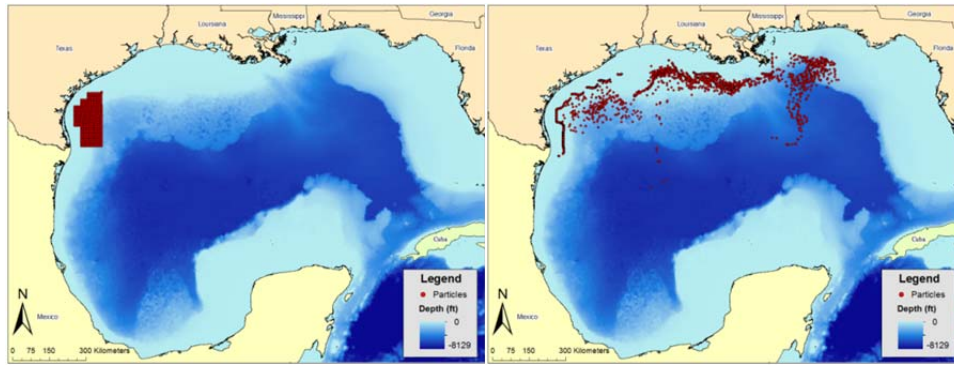 Texas
Louisiana
Mississippi
Georgia
Florida
Mexico
Cuba
N
0 75 150 300 Kilometers
Legend
Particles
Depth (ft)
0
-8129
Texas
Louisiana
Mississippi
Georgia
Florida
Mexico
Cuba
N
0 75 150 300 Kilometers
Legend
Particles
Depth (ft)
0
-8129